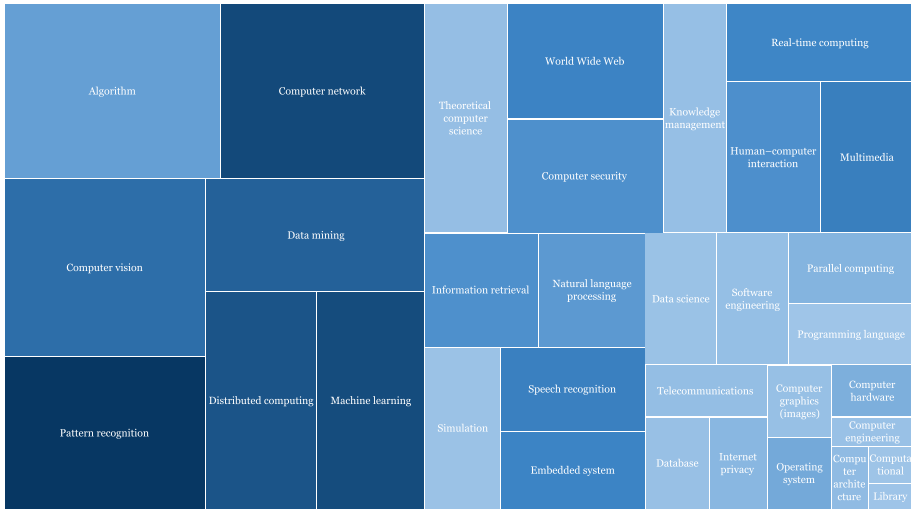 Algorithm
Computer network
Theoretical
computer
science
World Wide Web
Computer security
Knowledge
management
Real-time computing
Human–computer
interaction
Multimedia
Computer vision
Data mining
Pattern recognition
Distributed computing
Machine learning
Information retrieval
Natural language
processing
Data science
Software
engineering
Parallel computing
Programming language
Simulation
Speech recognition
Embedded system
Telecommunications
Computer
graphics
(images)
Computer
hardware
Database
Internet
privacy
Operating
system
Computer
engineering
Compu
ter
archite
cture
Computa
tional
Library